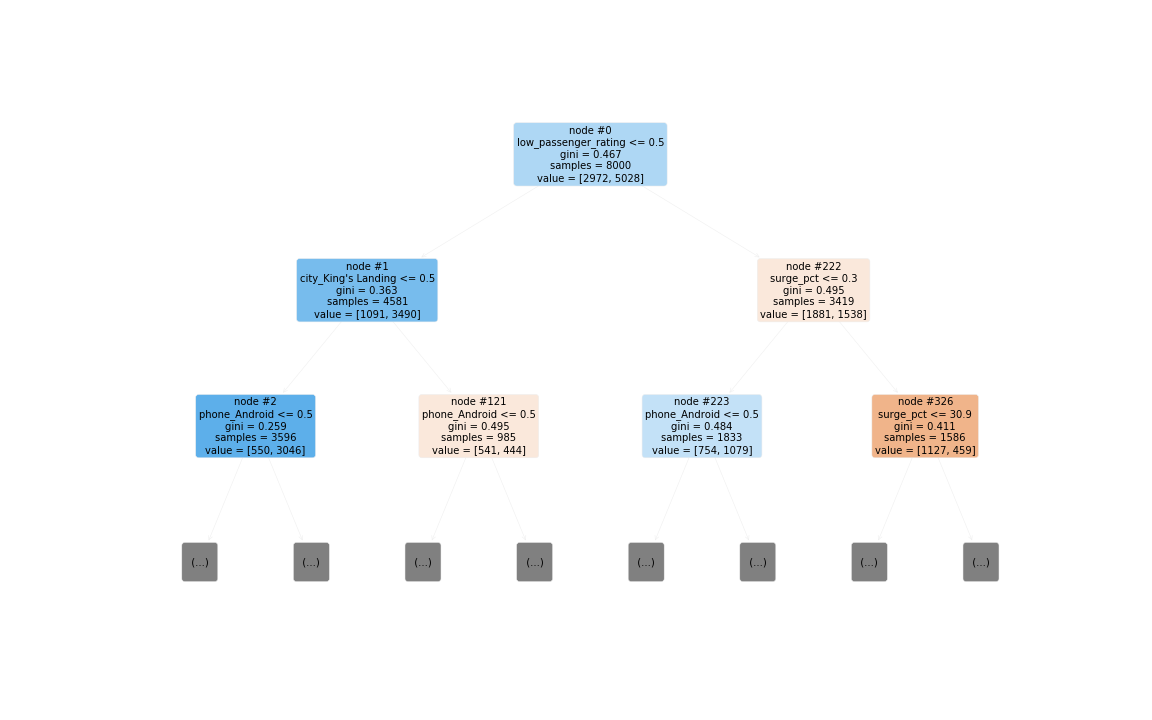 node #0
low_passenger_rating <= 0.5
gini = 0.467
samples = 8000
value = [2972, 5028]
node #1
city_King's Landing <= 0.5
gini = 0.363
samples = 4581
value = [1091, 3490]
node #222
surge_pct <= 0.3
gini = 0.495
samples = 3419
value = [1881, 1538]
node #2
phone_Android <= 0.5
gini = 0.259
samples = 3596
value = [550, 3046]
node #121
phone_Android <= 0.5
gini = 0.495
samples = 985
value = [541, 444]
node #223
phone_Android <= 0.5
gini = 0.484
samples = 1833
value = [754, 1079]
node #326
surge_pct <= 30.9
gini = 0.411
samples = 1586
value = [1127, 459]
(...)
(...)
(...)
(...)
(...)
(...)
(...)
(...)